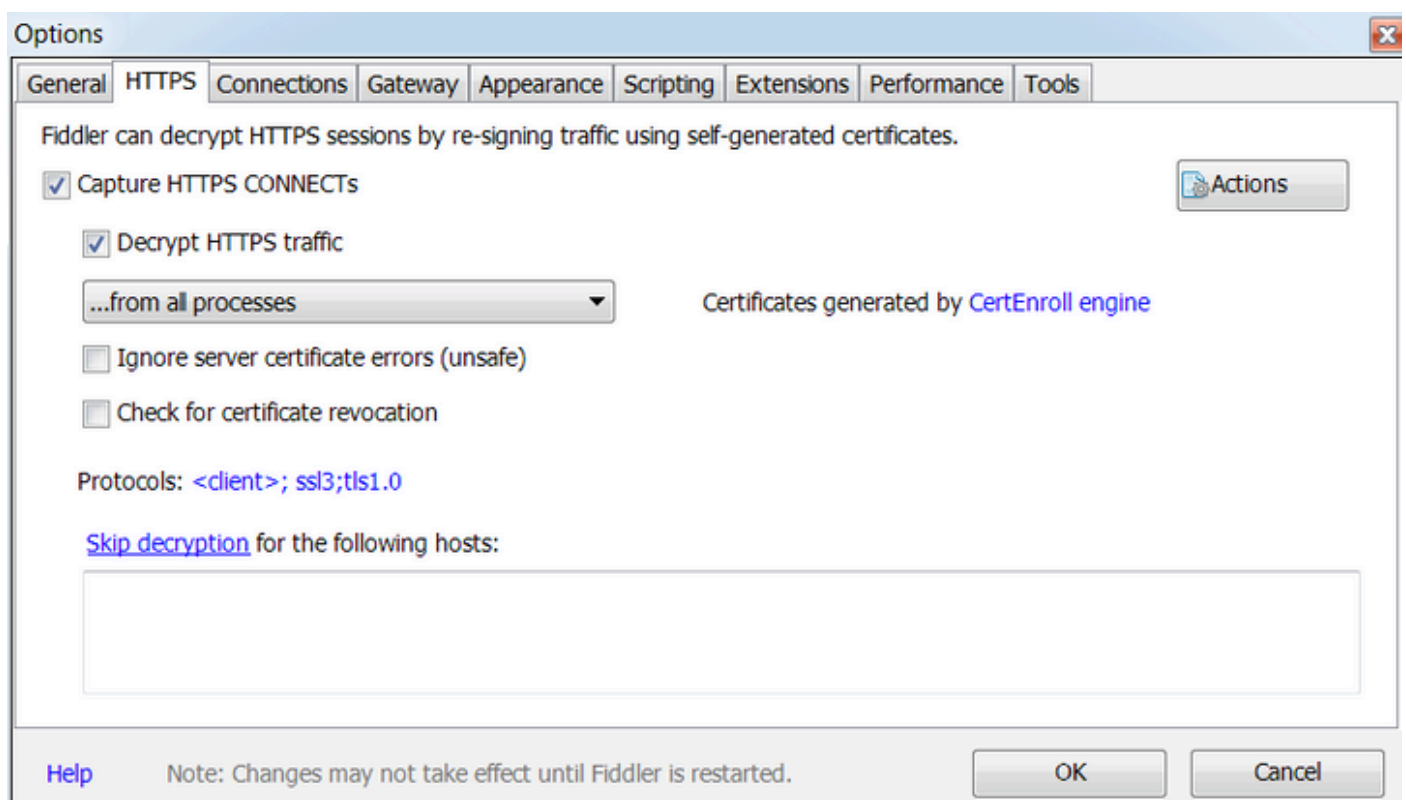 Options
General HTTPS Connections Gateway Appearance Scripting Extensions Performance Tools
Fiddler can decrypt HTTPS sessions by re-signing traffic using self-generated certificates.
Capture HTTPS CONNECTs
Actions
Decrypt HTTPS traffic
...from all processes
Certificates generated by CertEnroll engine
Ignore server certificate errors (unsafe)
Check for certificate revocation
Protocols: <client>; ssl3;tls1.0
Skip decryption for the following hosts:
Help
Note: Changes may not take effect until Fiddler is restarted.
OK
Cancel